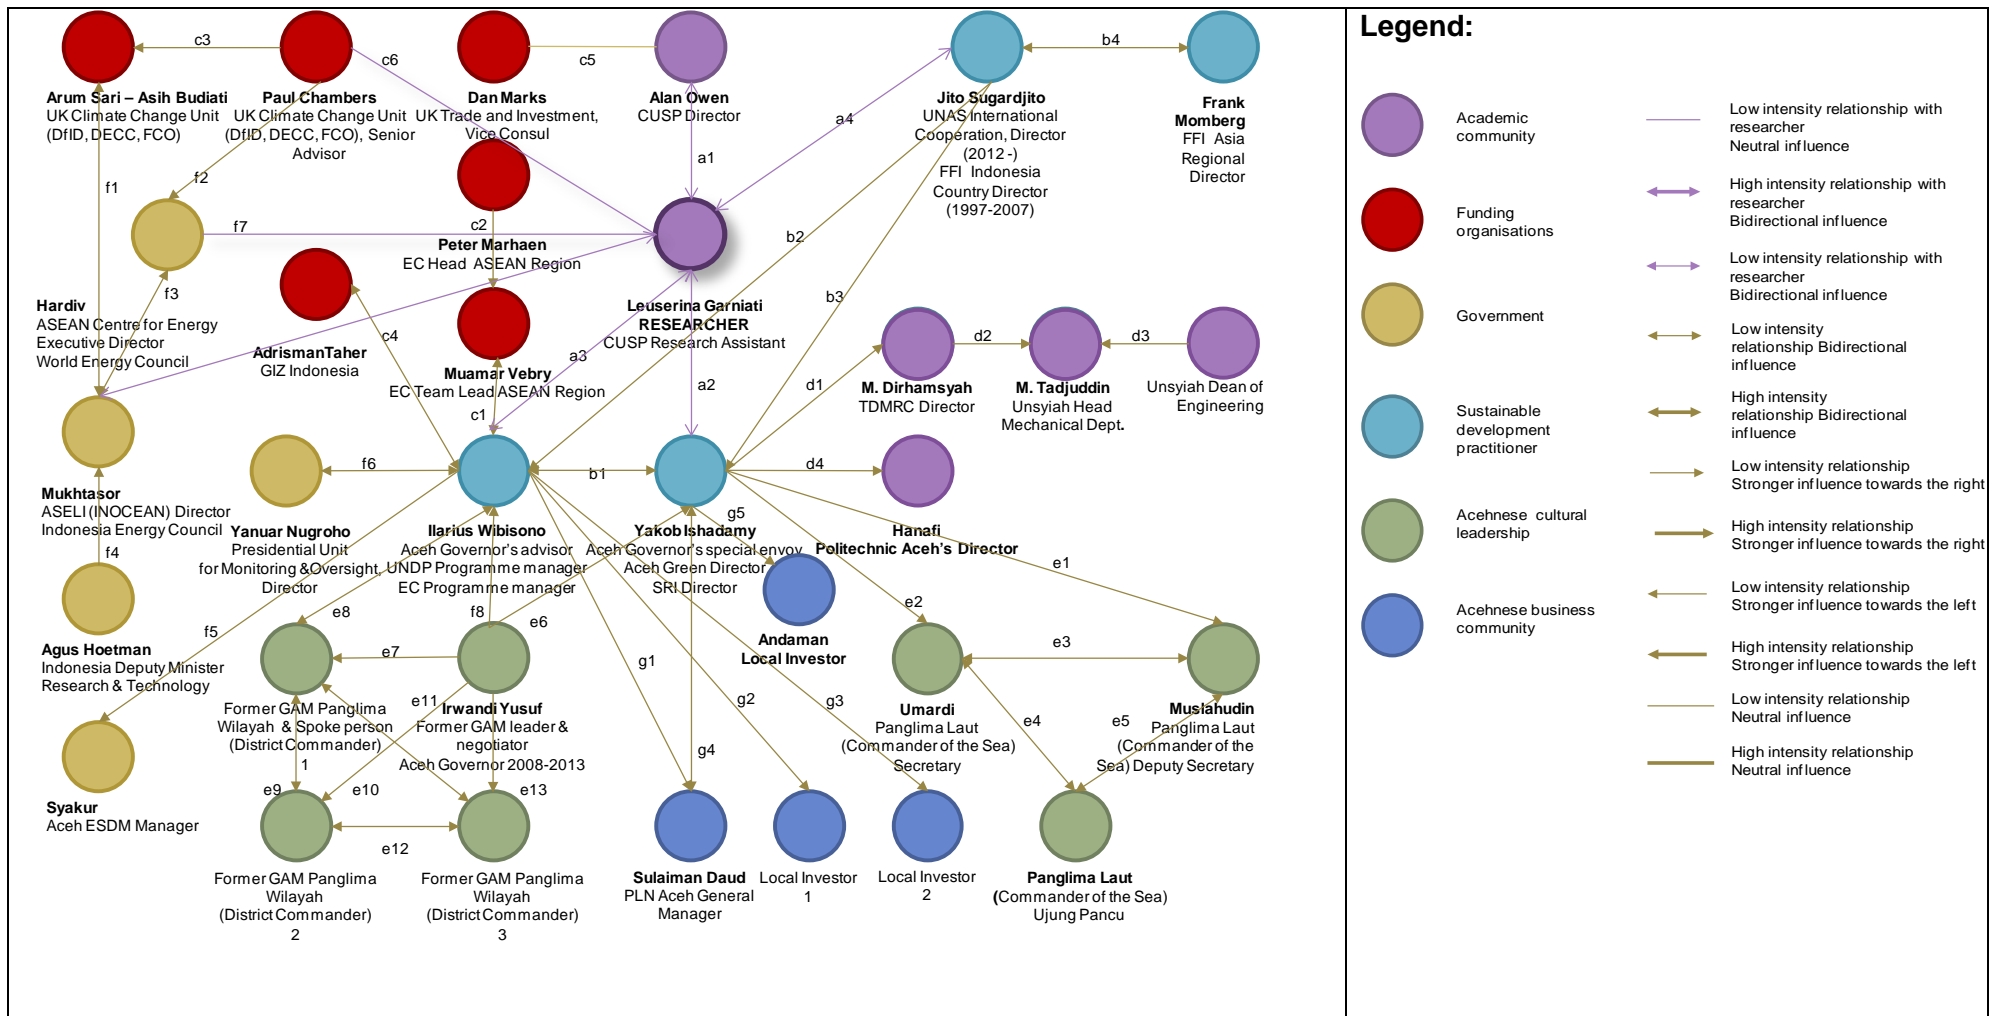 Legend:
c3
c6
c5
b4
Arum Sari – Asih Budiati
UK Climate Change Unit
(DfID, DECC, FCO)
Paul Chambers
UK Climate Change Unit
(DfID, DECC, FCO), Senior
Advisor
Dan Marks
UK Trade and Investment,
Vice Consul
Alan Owen
CUSP Director
Jito Sugardjito
UNAS International
Cooperation, Director
(2012 -)
FFI Indonesia
Country Director
(1997-2007)
Frank
Momberg
FFI Asia
Regional
Director
a4
a1
f1
f2
f7
c2
b2
Peter Marhaen
EC Head ASEAN Region
f3
b3
Hardiv
ASEAN Centre for Energy
Executive Director
World Energy Council
Leuserina Garniati
RESEARCHER
CUSP Research Assistant
c4
AdrismanTaher
GIZ Indonesia
a3
Muamar Vebry
EC Team Lead ASEAN Region
c1
a2
d2
d3
d1
M. Dirhamsyah
TDMRC Director
M. Tadjuddin
Unsyiah Head
Mechanical Dept.
Unsyiah Dean of
Engineering
f6
b1
d4
Mukhtasor
ASELI (INOCEAN) Director
Indonesia Energy Council
Yanuar Nugroho
Presidential Unit
for Monitoring &Oversight,
Director
Ilarius Wibisono
Aceh Governor's advisor
UNDP Programme manager
EC Programme manager
Yakob Ishadamy
Aceh Governor's special envoy
Aceh Green Director
SRI Director
g5
Hanafi
Politechnic Aceh's Director
f4
e1
e2
e8
f8
e6
f5
Andaman
Local Investor
Agus Hoetman
Indonesia Deputy Minister
Research & Technology
e7
g1
e3
e11
g2
g3
e4
e5
Former GAM Panglima
Wilayah & Spoke person
(District Commander)
1
Irwandi Yusuf
Former GAM leader &
negotiator
Aceh Governor 2008-2013
Umardi
Panglima Laut
(Commander of the Sea)
Secretary
Muslahudin
Panglima Laut
(Commander of the
Sea) Deputy Secretary
g4
e9
e10
e13
Syakur
Aceh ESDM Manager
e12
Former GAM Panglima
Wilayah
(District Commander)
2
Former GAM Panglima
Wilayah
(District Commander)
3
Sulaiman Daud
PLN Aceh General
Manager
Local Investor
1
Local Investor
2
Panglima Laut
(Commander of the Sea)
Ujung Pancu
Academic
community
Funding
organisations
Government
Sustainable
development
practitioner
Acehnese cultural
leadership
Acehnese business
community
Low intensity relationship with
researcher
Neutral influence
High intensity relationship with
researcher
Bidirectional influence
Low intensity relationship with
researcher
Bidirectional influence
Low intensity
relationship Bidirectional
influence
High intensity
relationship Bidirectional
influence
Low intensity relationship
Stronger influence towards the right
High intensity relationship
Stronger influence towards the right
Low intensity relationship
Stronger influence towards the left
High intensity relationship
Stronger influence towards the left
Low intensity relationship
Neutral influence
High intensity relationship
Neutral influence